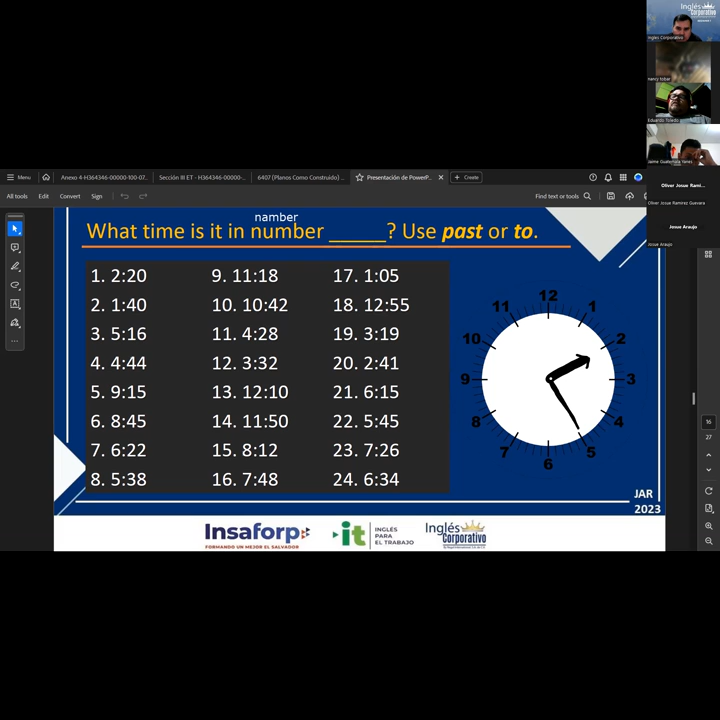 Inglés
Corporativo
Inglés Corporativo
nancy tobar
Eduardo Toledo
Jaime Guatemala Yanes
Oliver Josue Rami...
Oliver Josue Ramirez Guevara
Josue Araujo
Josue Araujo
Menu
Anexo 4-H364346-00000-100-07...
Sección III ET - H364346-00000-...
6407 (Planos Como Construido) ...
Presentación de PowerP...
Create
All tools
Edit
Convert
Sign
Find text or tools
number
What time is it in number _____? Use past or to.
1. 2:20
2. 1:40
3. 5:16
4. 4:44
5. 9:15
6. 8:45
7. 6:22
8. 5:38
9. 11:18
10. 10:42
11. 4:28
12. 3:32
13. 12:10
14. 11:50
15. 8:12
16. 7:48
17. 1:05
18. 12:55
19. 3:19
20. 2:41
21. 6:15
22. 5:45
23. 7:26
24. 6:34
12
1
2
3
4
5
6
7
8
9
10
11
JAR
2023
16
27
Insaforp
FORMANDO UN MEJOR EL SALVADOR
it
INGLÉS
PARA
EL TRABAJO
Inglés
Corporativo